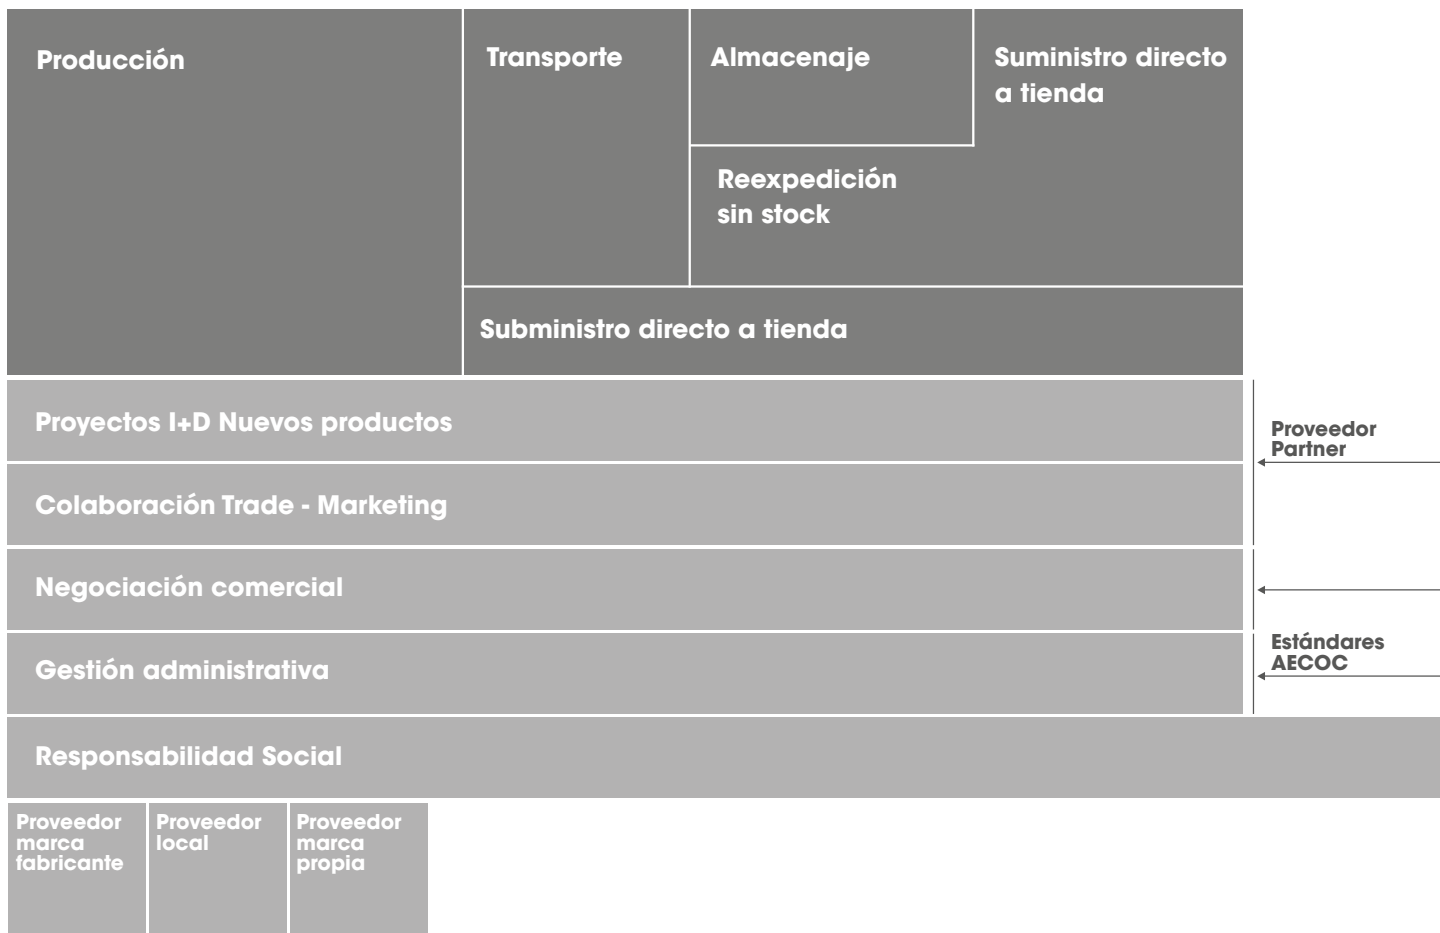 Producción
Transporte
Almacenaje
Suministro directo
a tienda
Reexpedición
sin stock
Subministro directo a tienda
Proyectos I+D Nuevos productos
Proveedor
Partner
Colaboración Trade - Marketing
Negociación comercial
Gestión administrativa
Estándares
AECOC
Responsabilidad Social
Proveedor
marca
fabricante
Proveedor
local
Proveedor
marca
propia